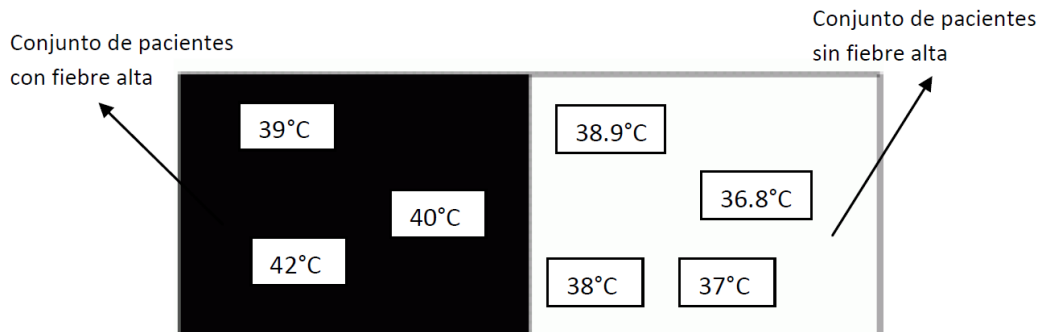 Conjunto de pacientes
con fiebre alta
Conjunto de pacientes
sin fiebre alta
39°C
40°C
42°C
38.9°C
36.8°C
38°C
37°C